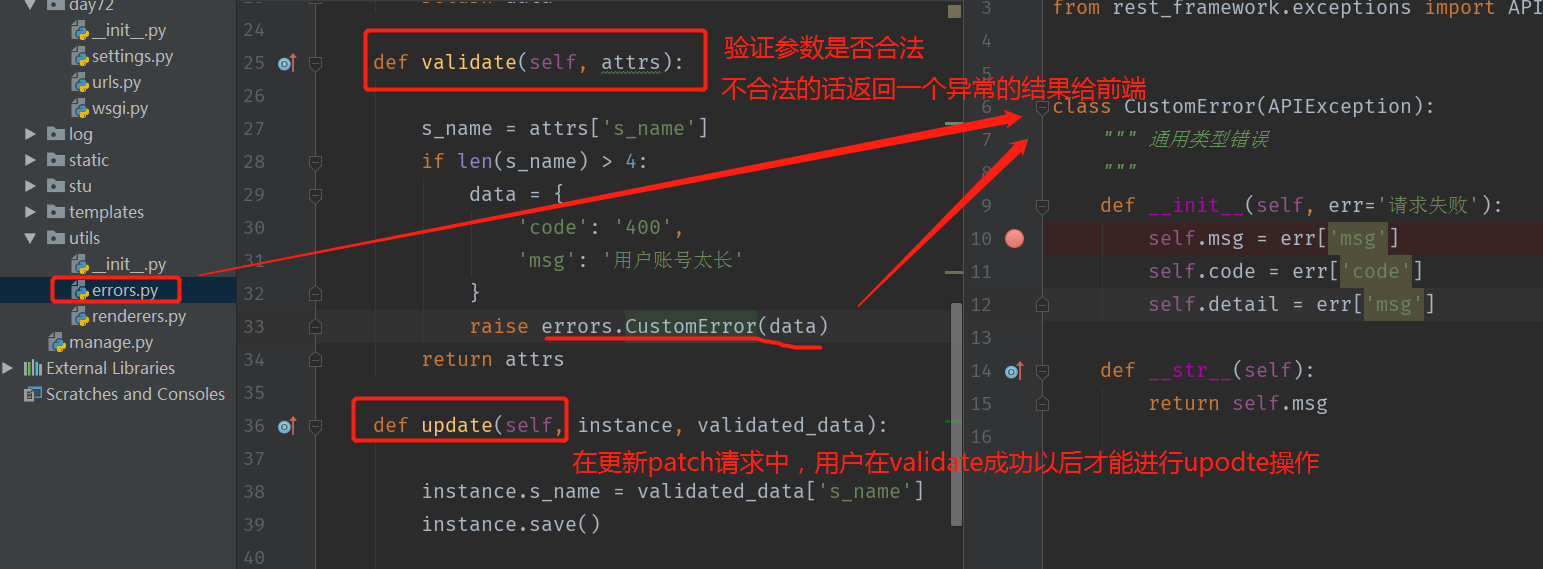 day72
__init__.py
settings.py
urls.py
wsgi.py
log
static
stu
templates
utils
__init__.py
errors.py
renderers.py
manage.py
External Libraries
Scratches and Consoles
24
25 def validate(self, attrs):
26
27 s_name = attrs['s_name']
28 if len(s_name) > 4:
29 data = {
30 'code': '400',
31 'msg': '用户账号太长'
32 }
33 raise errors.CustomError(data)
34 return attrs
35
36 def update(self, instance, validated_data):
37
38 instance.s_name = validated_data['s_name']
39 instance.save()
40
验证参数是否合法
不合法的话返回一个异常的结果给前端
在更新patch请求中，用户在validate成功以后才能进行upodte操作
3 from rest_framework.exceptions import API
4
5
6 class CustomError(APIException):
7 """ 通用类型错误
8 """
9 def __init__(self, err='请求失败'):
10 self.msg = err['msg']
11 self.code = err['code']
12 self.detail = err['msg']
13
14 def __str__(self):
15 return self.msg
16